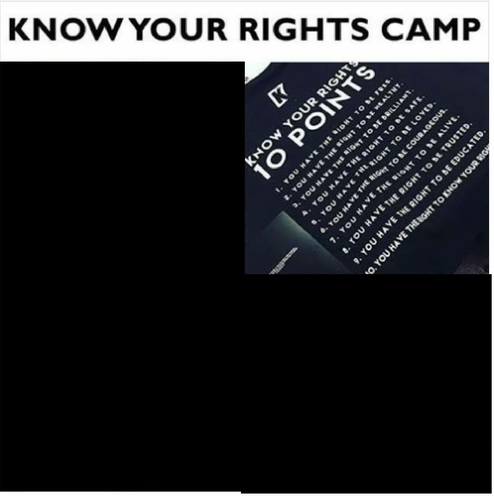 KNOW YOUR RIGHTS CAMP
KNOW YOUR RIGHTS
10 POINTS
1. YOU HAVE THE RIGHT TO BE FREE.
2. YOU HAVE THE RIGHT TO BE HEALTHY.
3. YOU HAVE THE RIGHT TO BE BRILLIANT.
4. YOU HAVE THE RIGHT TO BE SAFE.
5. YOU HAVE THE RIGHT TO BE LOVED.
6. YOU HAVE THE RIGHT TO BE COURAGEOUS.
7. YOU HAVE THE RIGHT TO BE ALIVE.
8. YOU HAVE THE RIGHT TO BE TRUSTED.
9. YOU HAVE THE RIGHT TO BE EDUCATED.
10. YOU HAVE THE RIGHT TO KNOW YOUR